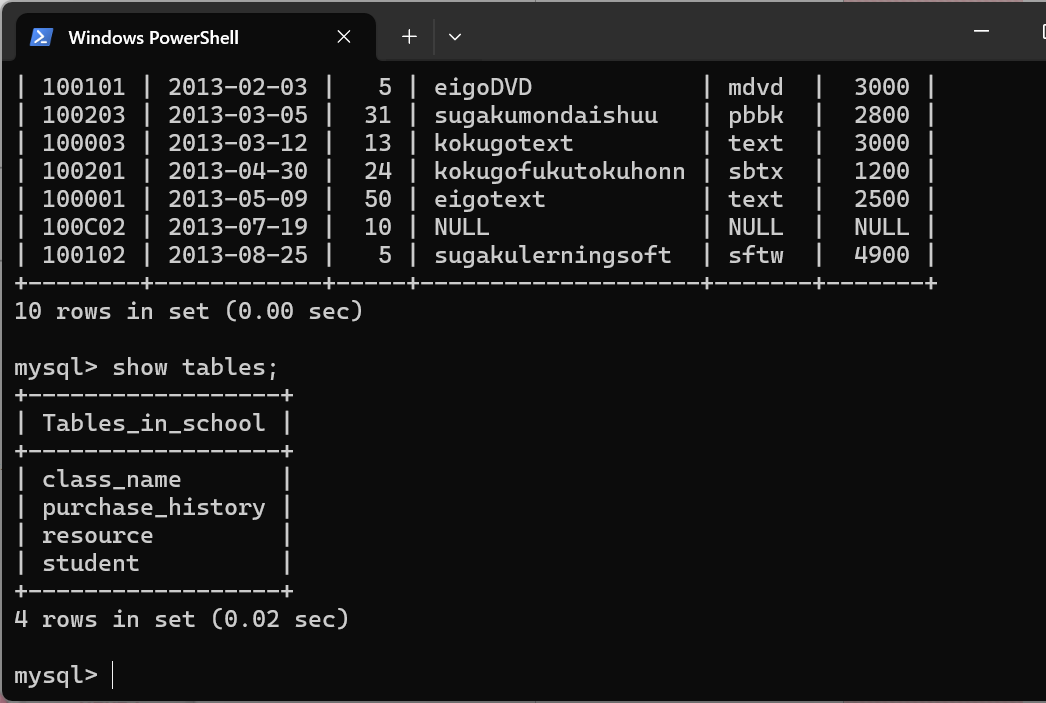 Windows PowerShell
| 100101 | 2013-02-03 |    5 | eigoDVD            | mdvd  |  3000 |
| 100203 | 2013-03-05 |   31 | sugakumondaishuu   | pbbk  |  2800 |
| 100003 | 2013-03-12 |   13 | kokugotext         | text  |  3000 |
| 100201 | 2013-04-30 |   24 | kokugofukutokuhonn | sbtx  |  1200 |
| 100001 | 2013-05-09 |   50 | eigotext           | text  |  2500 |
| 100C02 | 2013-07-19 |   10 | NULL               | NULL  |  NULL |
| 100102 | 2013-08-25 |    5 | sugakulerningsoft  | sftw  |  4900 |
+--------+------------+-----+--------------------+-------+-------+
10 rows in set (0.00 sec)
mysql> show tables;
+------------------+
| Tables_in_school |
+------------------+
| class_name       |
| purchase_history |
| resource         |
| student          |
+------------------+
4 rows in set (0.02 sec)
mysql>